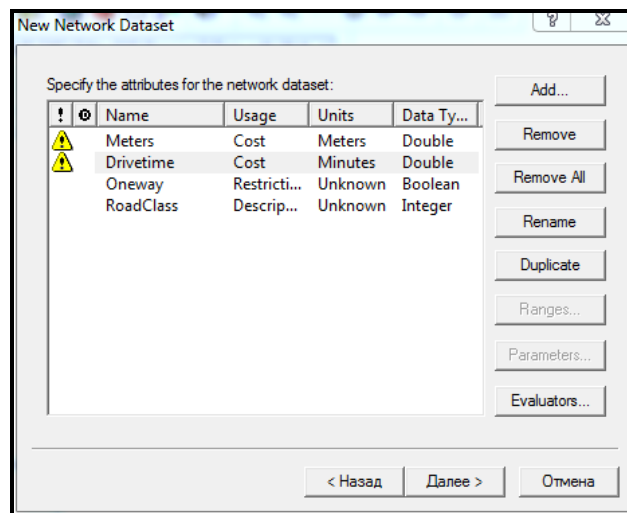 New Network Dataset
Specify the attributes for the network dataset:
! Name Usage Units Data Ty...
Meters Cost Meters Double
Drivetime Cost Minutes Double
Oneway Restricti... Unknown Boolean
RoadClass Descrip... Unknown Integer
Add...
Remove
Remove All
Rename
Duplicate
Ranges...
Parameters...
Evaluators...
< Назад Далее > Отмена